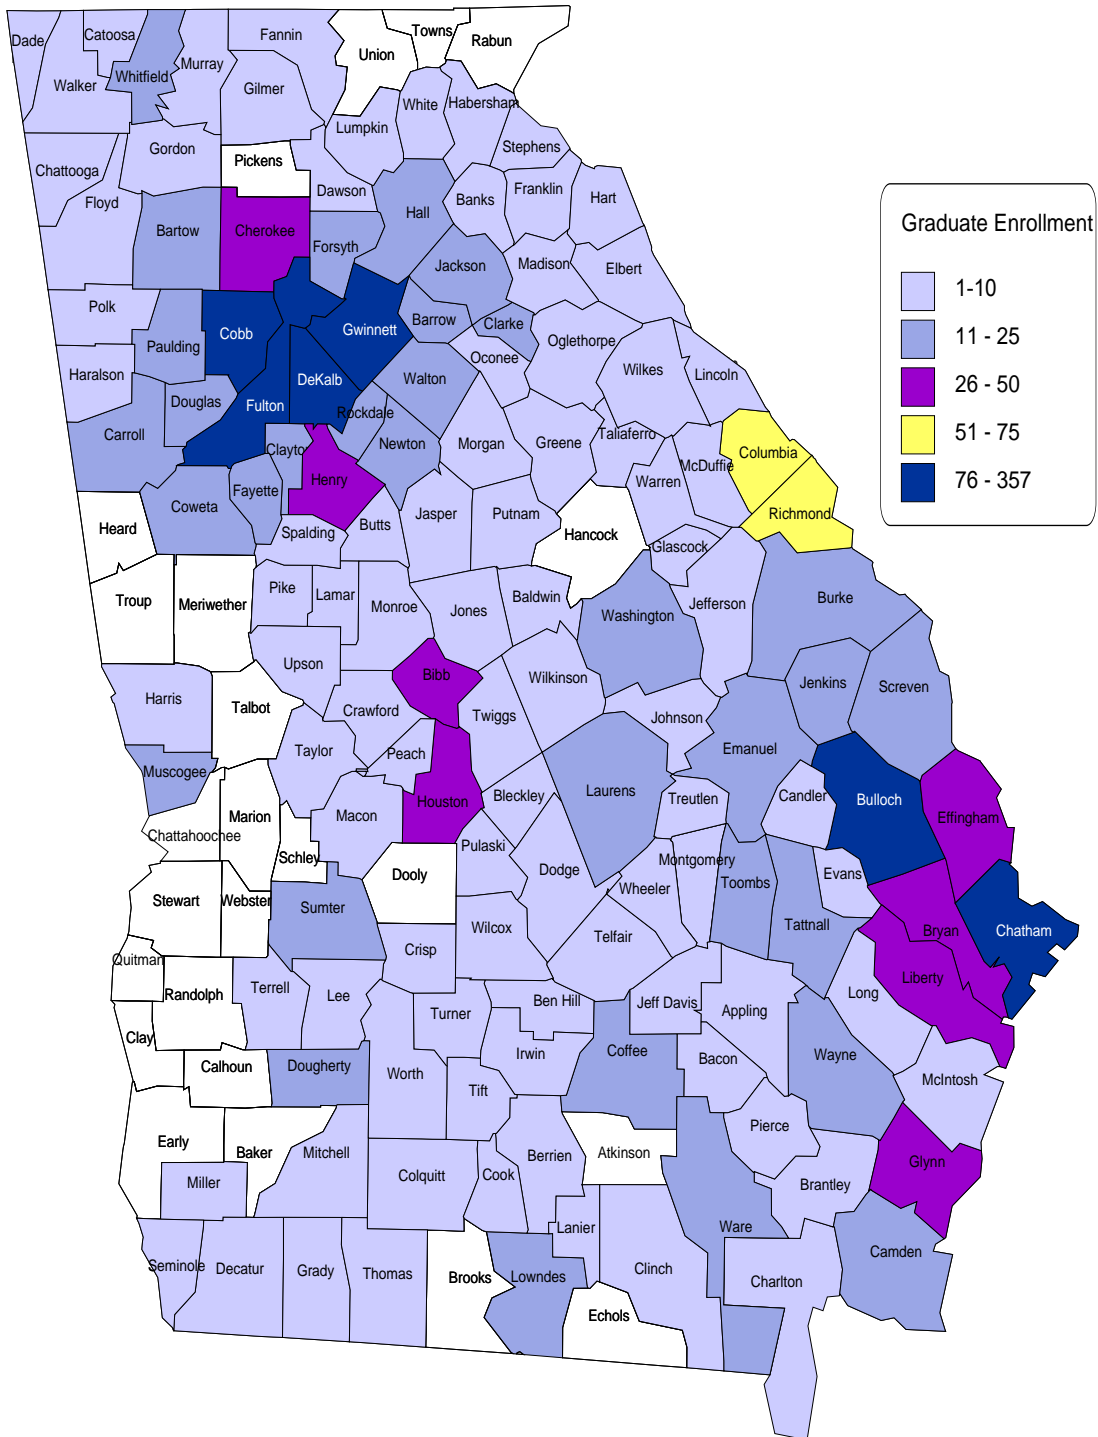 Dade
Catoosa
Whitfield
Murray
Fannin
Union
Towns
Rabun
Walker
Gilmer
White
Habersham
Lumpkin
Stephens
Chattooga
Gordon
Pickens
Dawson
Banks
Franklin
Hart
Floyd
Bartow
Cherokee
Forsyth
Hall
Jackson
Madison
Elbert
Polk
Paulding
Cobb
Gwinnett
Barrow
Clarke
Oconee
Oglethorpe
Wilkes
Lincoln
Haralson
Douglas
Fulton
DeKalb
Rockdale
Walton
Carroll
Clayto
Newton
Morgan
Greene
Taliaferro
McDuffie
Columbia
Warren
Richmond
Heard
Coweta
Fayette
Henry
Spalding
Butts
Jasper
Putnam
Hancock
Glascock
Troup
Meriwether
Pike
Lamar
Monroe
Jones
Baldwin
Washington
Jefferson
Burke
Harris
Talbot
Upson
Crawford
Bibb
Twiggs
Wilkinson
Johnson
Jenkins
Screven
Muscogee
Taylor
Peach
Houston
Bleckley
Laurens
Treutlen
Emanuel
Candler
Bulloch
Effingham
Chattahoochee
Marion
Schley
Macon
Dooly
Pulaski
Dodge
Wheeler
Montgomery
Toombs
Evans
Tattnall
Bryan
Chatham
Stewart
Webster
Sumter
Crisp
Wilcox
Telfair
Liberty
Long
Quitman
Randolph
Terrell
Lee
Turner
Ben Hill
Jeff Davis
Appling
Clay
Calhoun
Dougherty
Worth
Tift
Irwin
Coffee
Bacon
Wayne
McIntosh
Early
Miller
Baker
Mitchell
Colquitt
Cook
Berrien
Atkinson
Pierce
Brantley
Glynn
Seminole
Decatur
Grady
Thomas
Brooks
Lowndes
Lanier
Echols
Clinch
Ware
Charlton
Camden
Graduate Enrollment
1-10
11 - 25
26 - 50
51 - 75
76 - 357